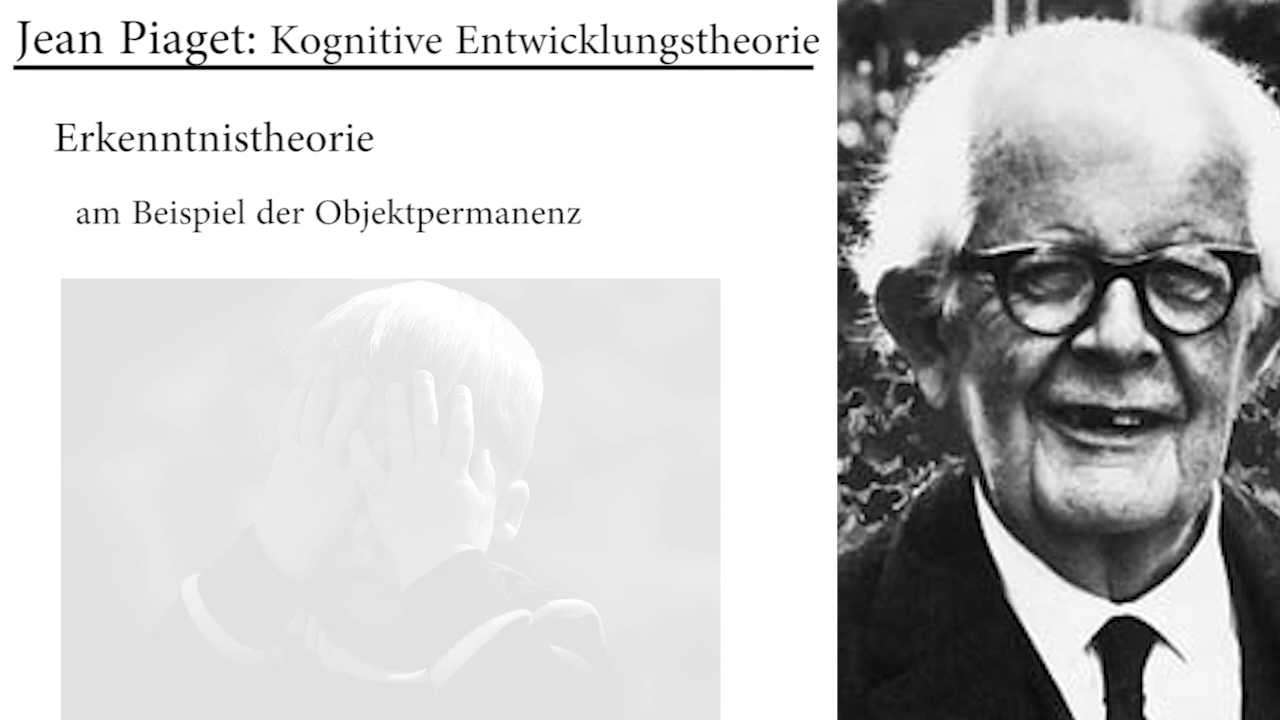 Jean Piaget: Kognitive Entwicklungstheorie
Erkenntnistheorie
am Beispiel der Objektpermanenz